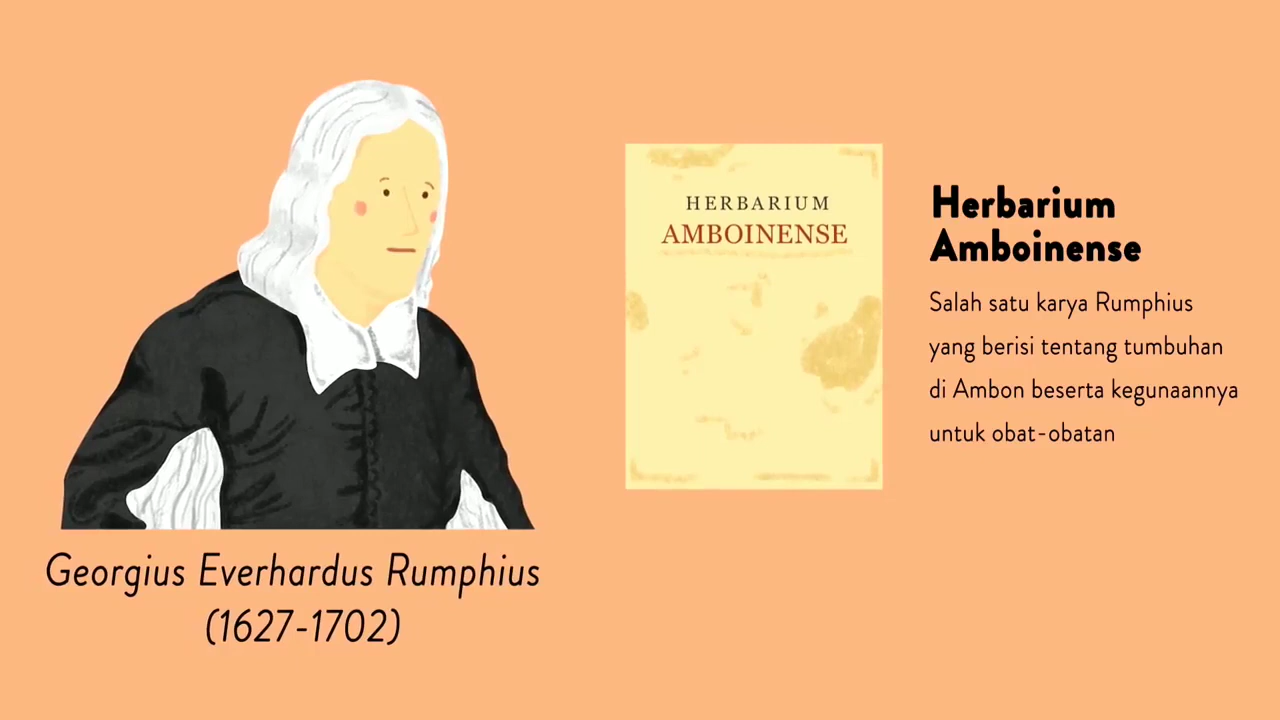 Georgius Everhardus Rumphius
(1627-1702)
HERBARIUM
AMBOINENSE
Herbarium
Amboinense
Salah satu karya Rumphius
yang berisi tentang tumbuhan
di Ambon beserta kegunaannya
untuk obat-obatan